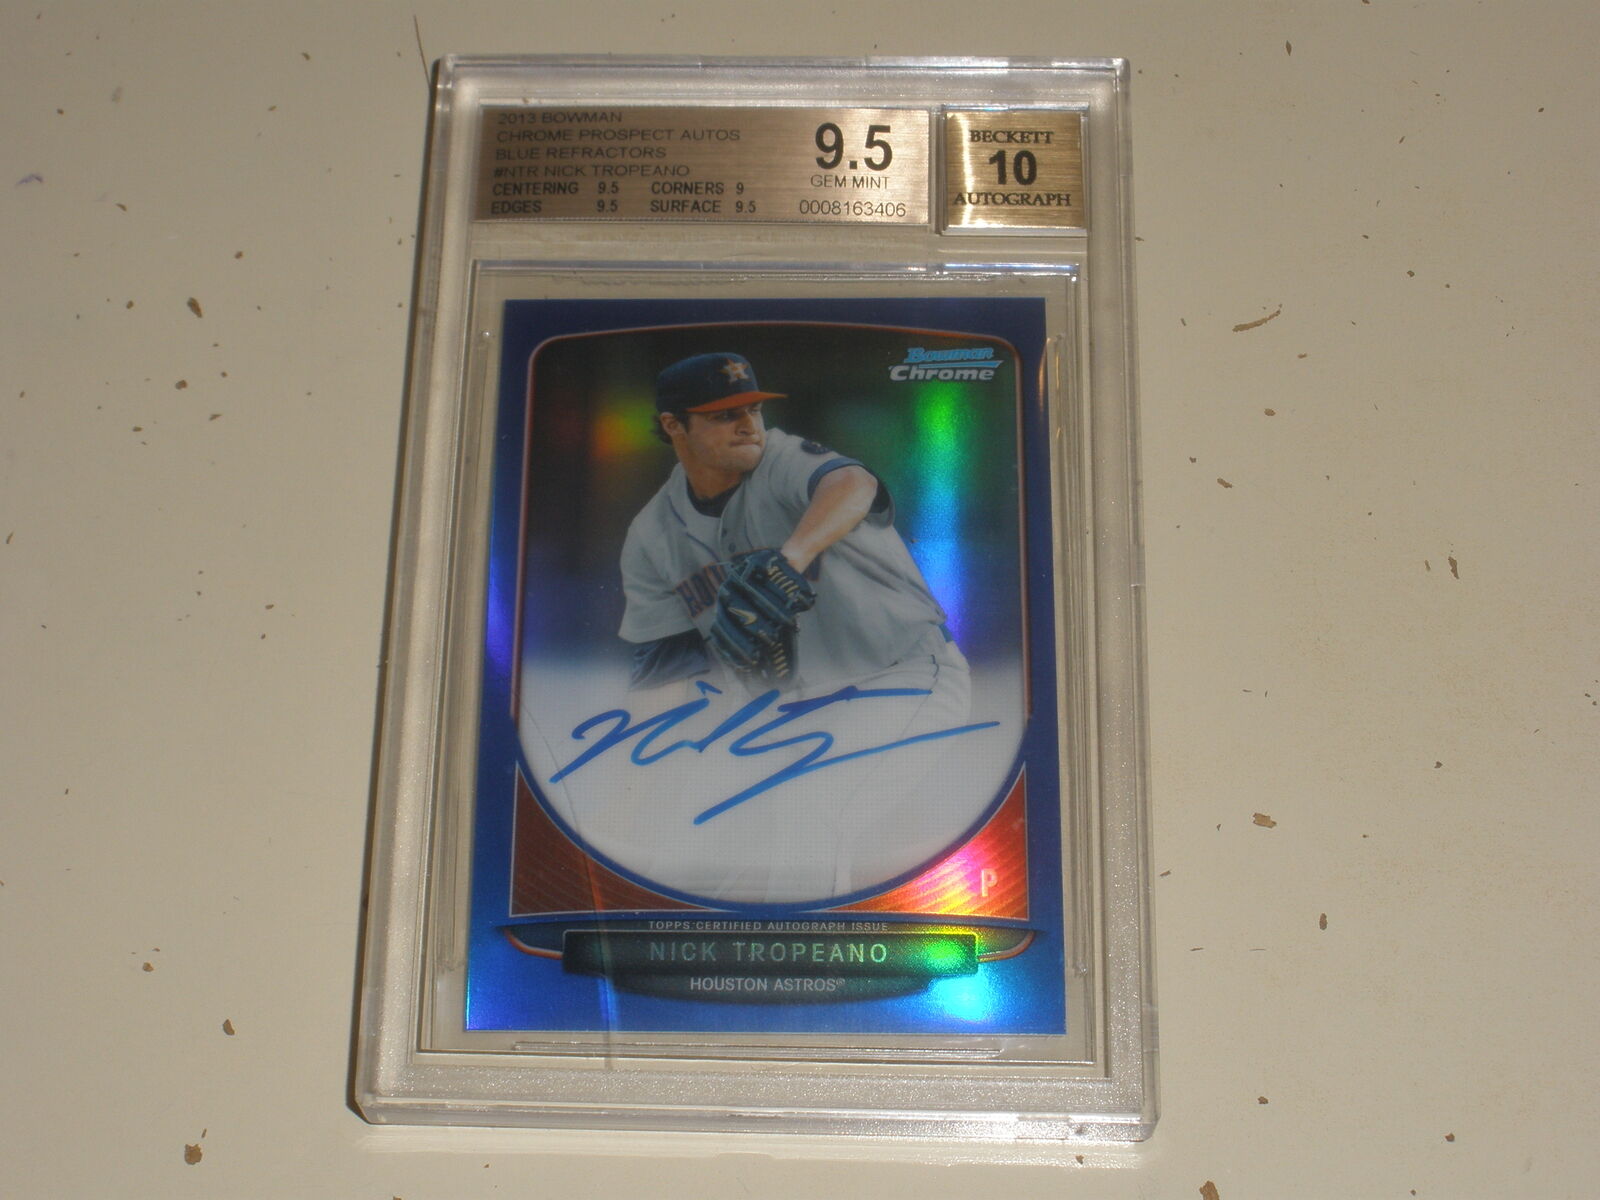 2013 BOWMAN
CHROME PROSPECT AUTOS
BLUE REFRACTORS
#NTR NICK TROPEANO
CENTERING 9.5 CORNERS 9
EDGES 9.5 SURFACE 9.5
9.5
GEM MINT
0008163406
BECKETT
10
AUTOGRAPH
Bowman
Chrome
P
TOPPS CERTIFIED AUTOGRAPH ISSUE
NICK TROPEANO
HOUSTON ASTROS®